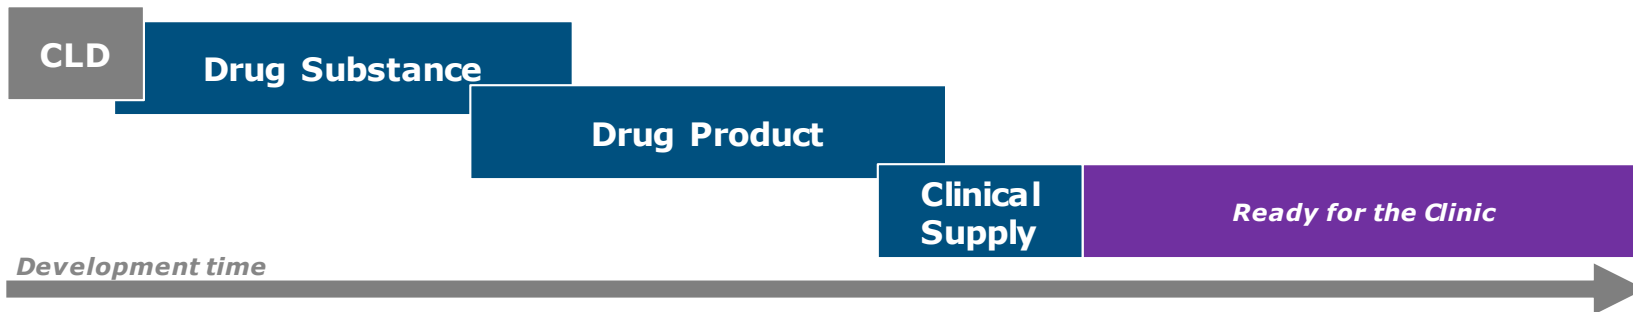 CLD
Drug Substance
Drug Product
Clinical
Supply
Ready for the Clinic
Development time